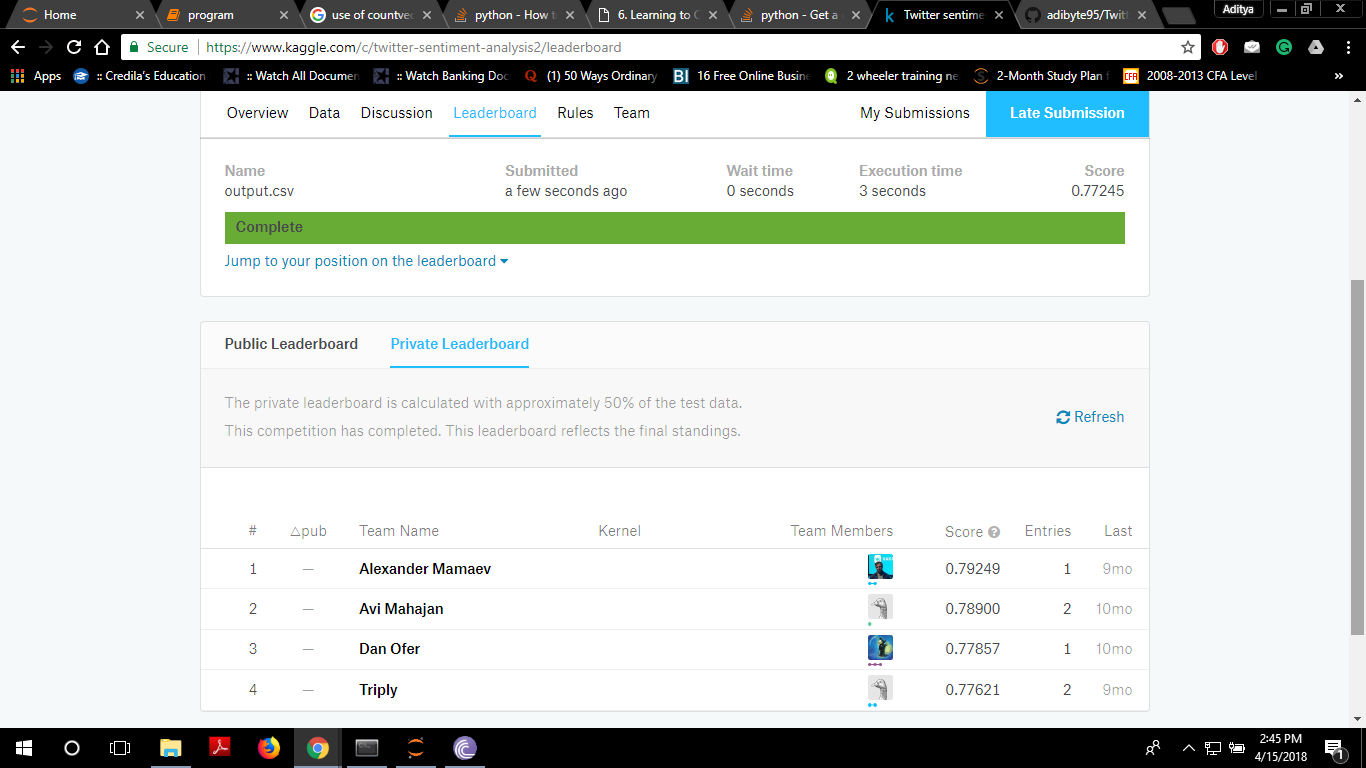 Home
program
use of countvec
python - How t
6. Learning to C
python - Get a
Twitter sentime
adibyte95/Twitt
Aditya
Secure
https://www.kaggle.com/c/twitter-sentiment-analysis2/leaderboard
Apps
:: Credila's Education
:: Watch All Documen
:: Watch Banking Doc
(1) 50 Ways Ordinary
BI
16 Free Online Busin
2 wheeler training ne
2-Month Study Plan f
CFA
2008-2013 CFA Level
»
Overview Data Discussion Leaderboard Rules Team My Submissions Late Submission
Name Submitted Wait time Execution time Score
output.csv a few seconds ago 0 seconds 3 seconds 0.77245
Complete
Jump to your position on the leaderboard
Public Leaderboard Private Leaderboard
The private leaderboard is calculated with approximately 50% of the test data.
This competition has completed. This leaderboard reflects the final standings.
Refresh
# △pub Team Name Kernel Team Members Score Entries Last
1 — Alexander Mamaev 0.79249 1 9mo
2 — Avi Mahajan 0.78900 2 10mo
3 — Dan Ofer 0.77857 1 10mo
4 — Triply 0.77621 2 9mo
2:45 PM
4/15/2018
1